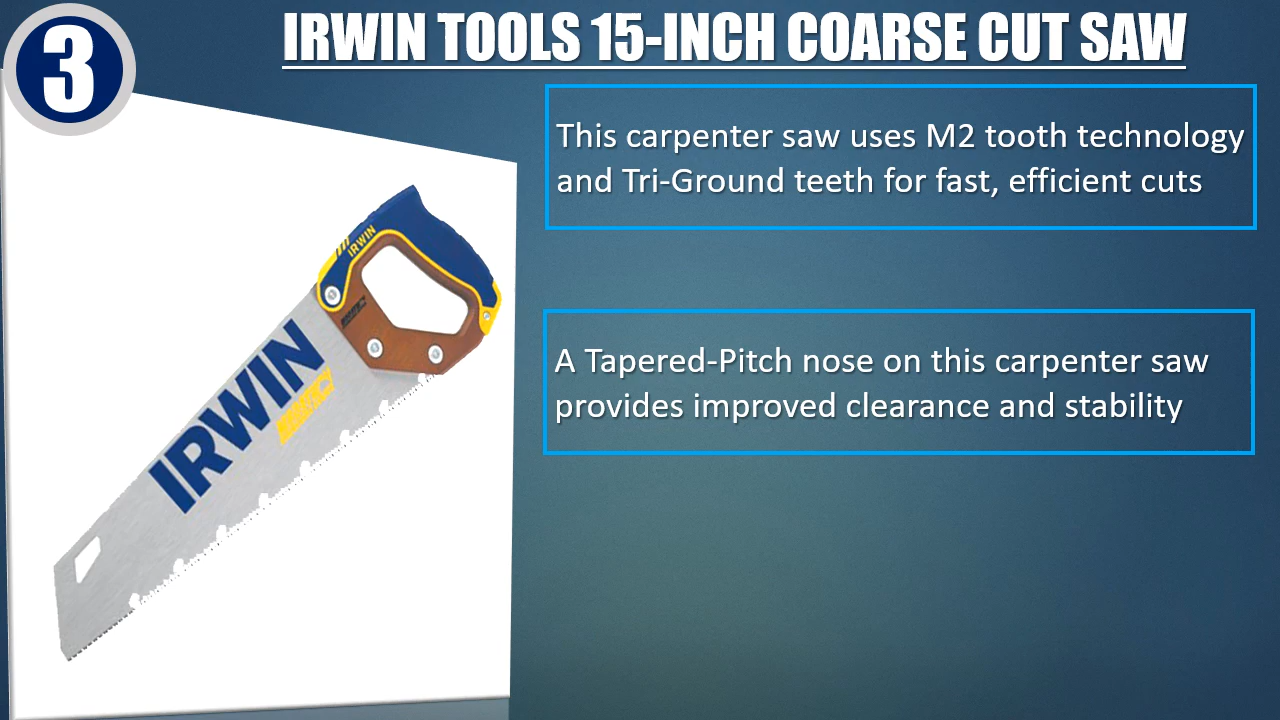 3
IRWIN TOOLS 15-INCH COARSE CUT SAW
This carpenter saw uses M2 tooth technology
and Tri-Ground teeth for fast, efficient cuts
A Tapered-Pitch nose on this carpenter saw
provides improved clearance and stability
IRWIN
IRWIN